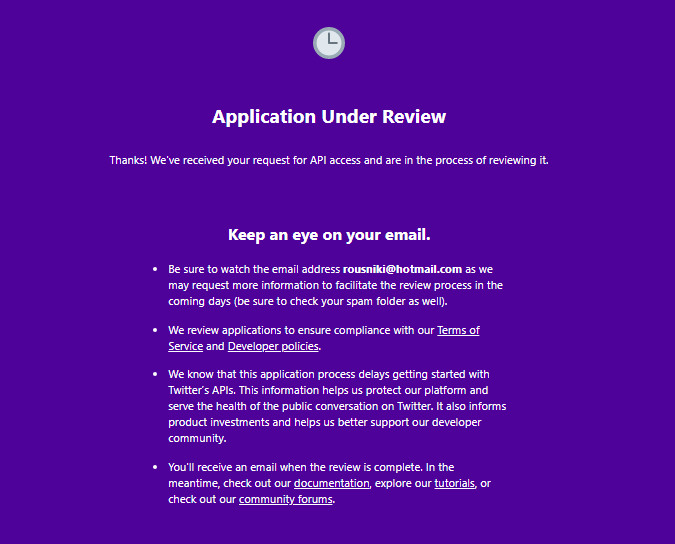 Application Under Review
Thanks! We've received your request for API access and are in the process of reviewing it.
Keep an eye on your email.
• Be sure to watch the email address rousniki@hotmail.com as we
may request more information to facilitate the review process in the
coming days (be sure to check your spam folder as well).
• We review applications to ensure compliance with our Terms of
Service and Developer policies.
• We know that this application process delays getting started with
Twitter's APIs. This information helps us protect our platform and
serve the health of the public conversation on Twitter. It also informs
product investments and helps us better support our developer
community.
• You'll receive an email when the review is complete. In the
meantime, check out our documentation, explore our tutorials, or
check out our community forums.